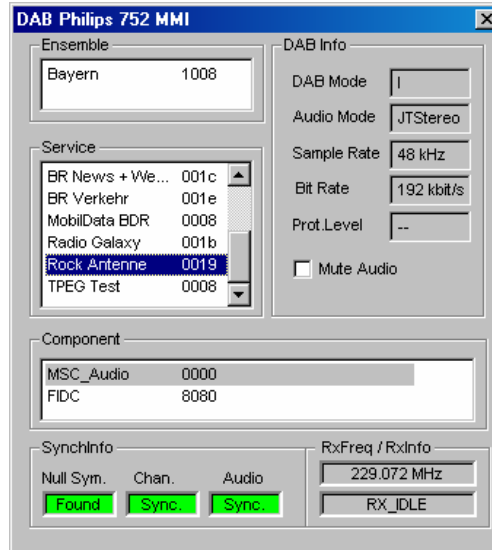 DAB Philips 752 MMI
Ensemble
Bayern 1008
Service
BR News + We... 001c
BR Verkehr 001e
MobilData BDR 0008
Radio Galaxy 001b
Rock Antenne 0019
TPEG Test 0008
DAB Info
DAB Mode I
Audio Mode JTStereo
Sample Rate 48 kHz
Bit Rate 192 kbit/s
Prot.Level --
Mute Audio
Component
MSC_Audio 0000
FIDC 8080
SynchInfo
Null Sym. Chan. Audio
Found Sync. Sync.
RxFreq / RxInfo
229.072 MHz
RX_IDLE